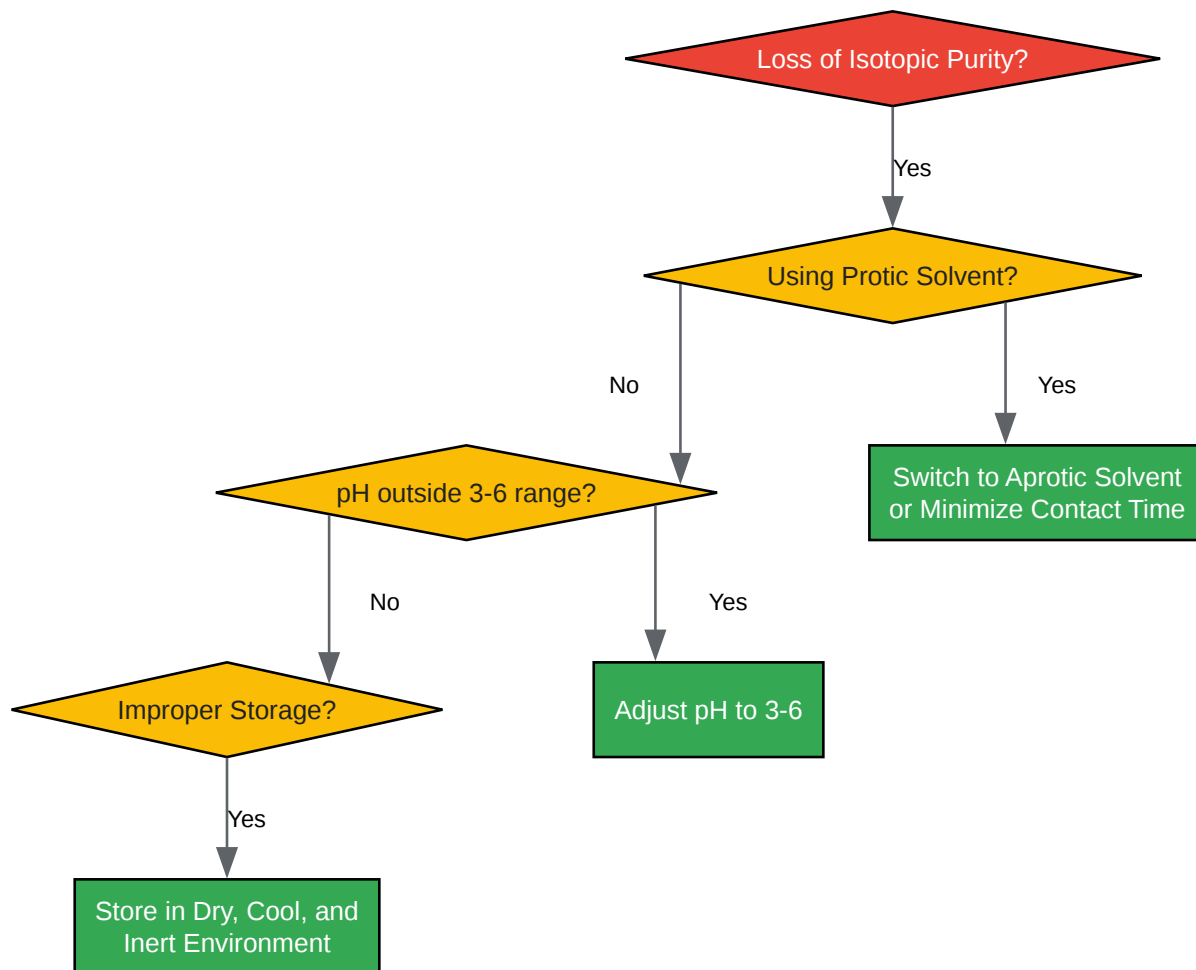 Loss of Isotopic Purity?
Yes
Using Protic Solvent?
No
Yes
Switch to Aprotic Solvent
or Minimize Contact Time
pH outside 3-6 range?
No
Yes
Improper Storage?
Adjust pH to 3-6
Yes
Store in Dry, Cool, and
Inert Environment